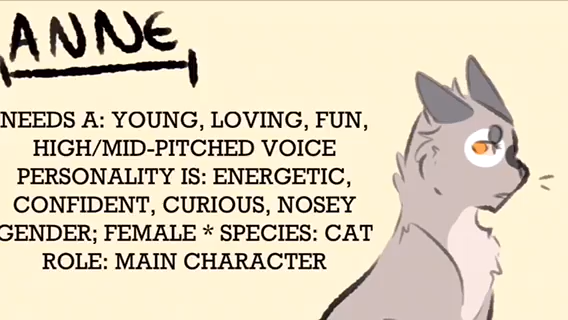 ANNE
NEEDS A: YOUNG, LOVING, FUN,
HIGH/MID-PITCHED VOICE
PERSONALITY IS: ENERGETIC,
CONFIDENT, CURIOUS, NOSEY
GENDER; FEMALE * SPECIES: CAT
ROLE: MAIN CHARACTER